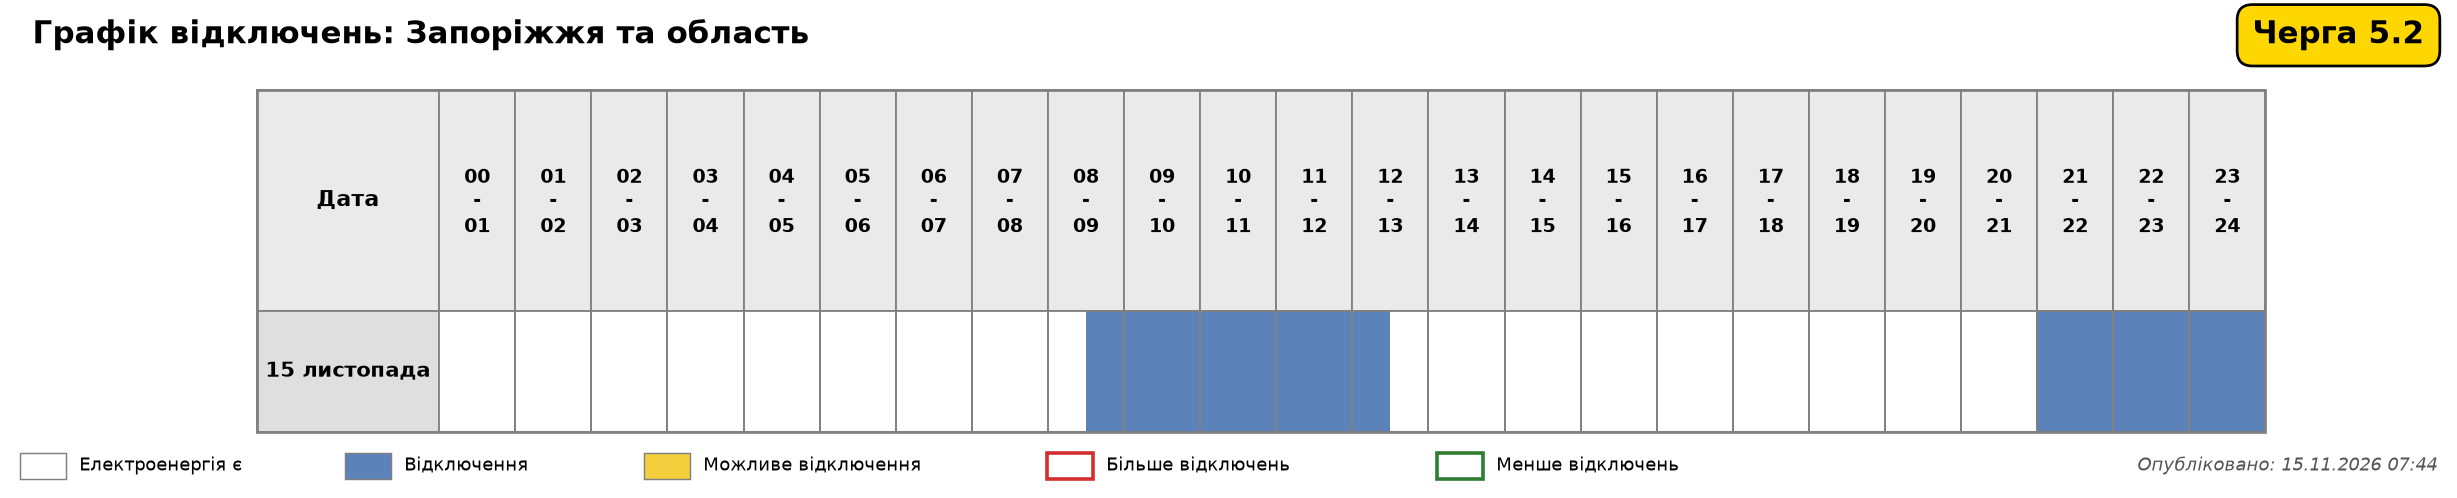 Графік відключень: Запоріжжя та область
Черга 5.2
Дата
00 - 01
01 - 02
02 - 03
03 - 04
04 - 05
05 - 06
06 - 07
07 - 08
08 - 09
09 - 10
10 - 11
11 - 12
12 - 13
13 - 14
14 - 15
15 - 16
16 - 17
17 - 18
18 - 19
19 - 20
20 - 21
21 - 22
22 - 23
23 - 24
15 листопада
Електроенергія є
Відключення
Можливе відключення
Більше відключень
Менше відключень
Опубліковано: 15.11.2026 07:44